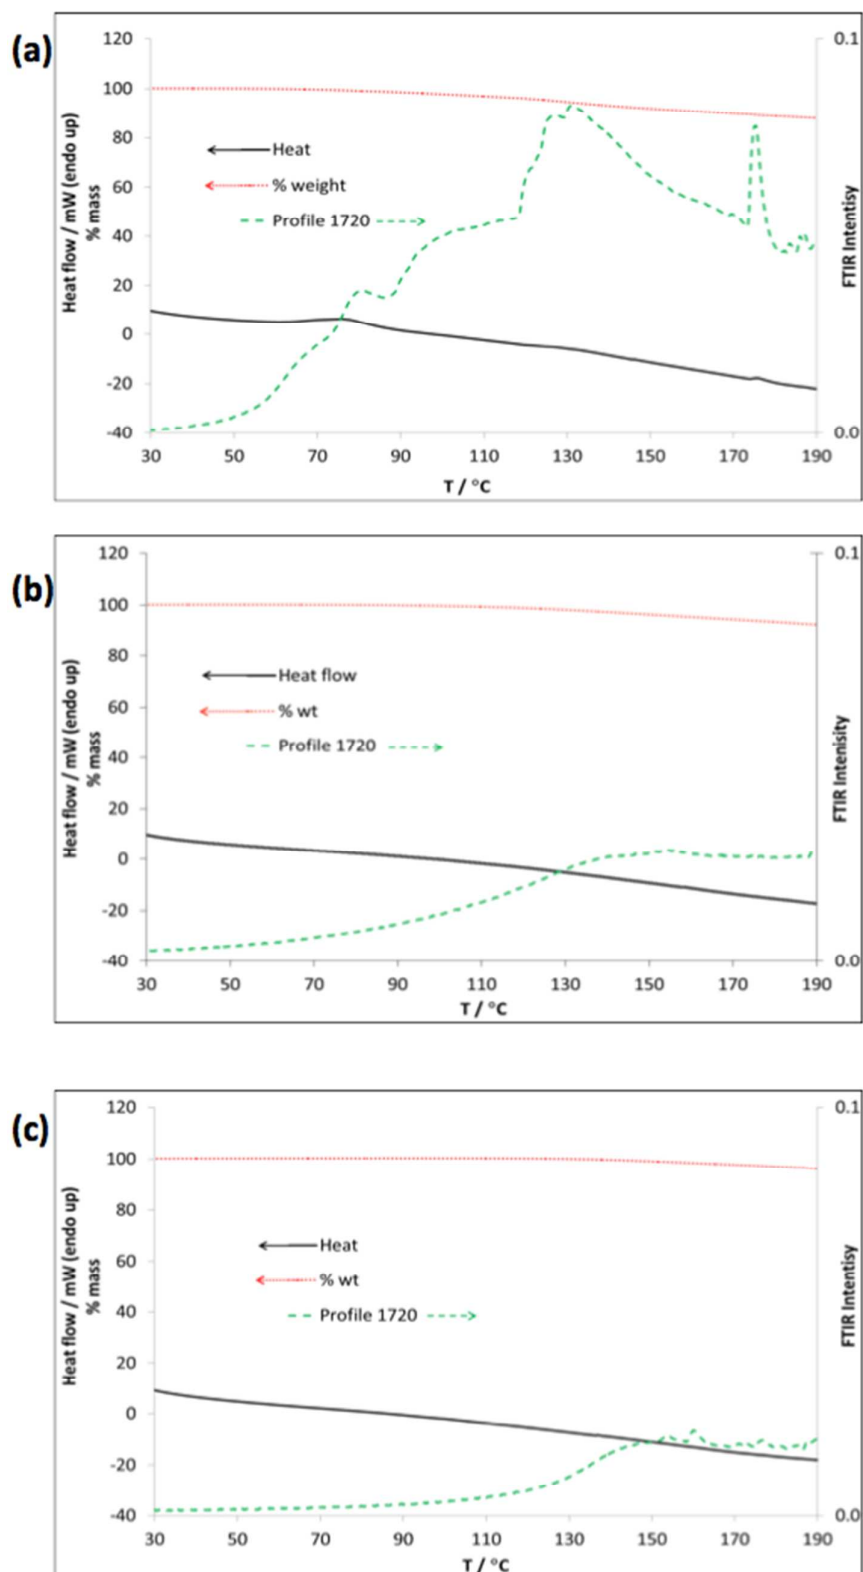 (a)
120
100
80
60
40
20
0
-20
-40
Heat flow / mW (endo up)
% mass
Heat
% weight
Profile 1720
0.1
0.0
FTIR Intentisy
30 50 70 90 110 130 150 170 190
T / °C
(b)
120
100
80
60
40
20
0
-20
-40
Heat flow / mW (endo up)
% mass
Heat flow
% wt
Profile 1720
0.1
0.0
FTIR Intenisity
30 50 70 90 110 130 150 170 190
T / °C
(c)
120
100
80
60
40
20
0
-20
-40
Heat flow / mW (endo up)
% mass
Heat
% wt
Profile 1720
0.1
0.0
FTIR Intentisy
30 50 70 90 110 130 150 170 190
T / °C